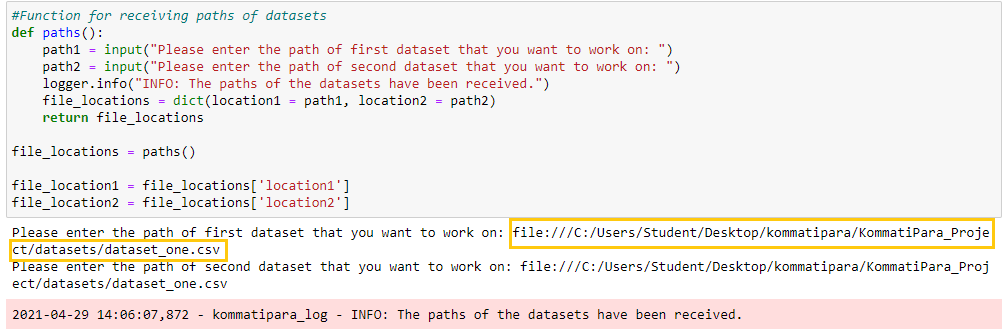 #Function for receiving paths of datasets
def paths():
    path1 = input("Please enter the path of first dataset that you want to work on: ")
    path2 = input("Please enter the path of second dataset that you want to work on: ")
    logger.info("INFO: The paths of the datasets have been received.")
    file_locations = dict(location1 = path1, location2 = path2)
    return file_locations

file_locations = paths()

file_location1 = file_locations['location1']
file_location2 = file_locations['location2']
Please enter the path of first dataset that you want to work on: file:///C:/Users/Student/Desktop/kommatipara/KommatiPara_Proje
ct/datasets/dataset_one.csv
Please enter the path of second dataset that you want to work on: file:///C:/Users/Student/Desktop/kommatipara/KommatiPara_Proj
ect/datasets/dataset_one.csv
2021-04-29 14:06:07,872 - kommatipara_log - INFO: The paths of the datasets have been received.